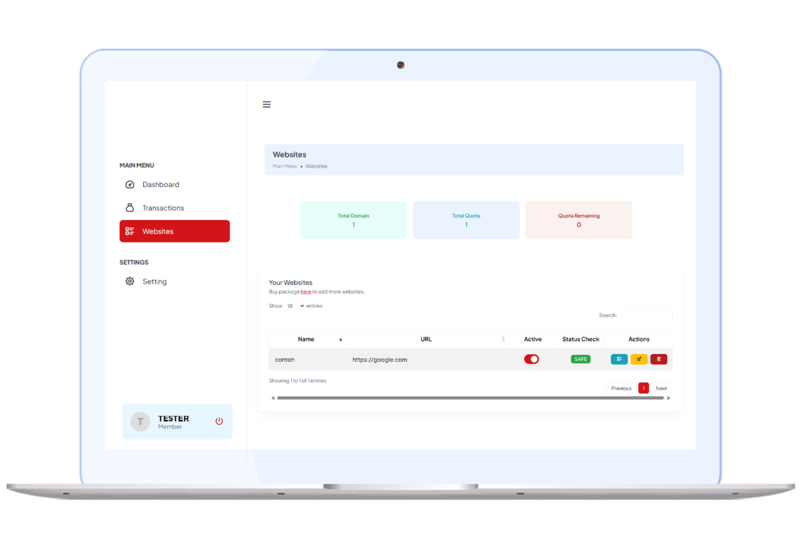 MAIN MENU
Dashboard
Transactions
Websites
SETTINGS
Setting
T
TESTER
Member
Websites
Main Menu • Websites
Total Domain
1
Total Quota
1
Quota Remaining
0
Your Websites
Buy package here to add more websites.
Show 10 entries
Search:
Name URL Active Status Check Actions
contoh https://google.com SAFE
Showing 1 to 1 of 1 entries
Previous 1 Next